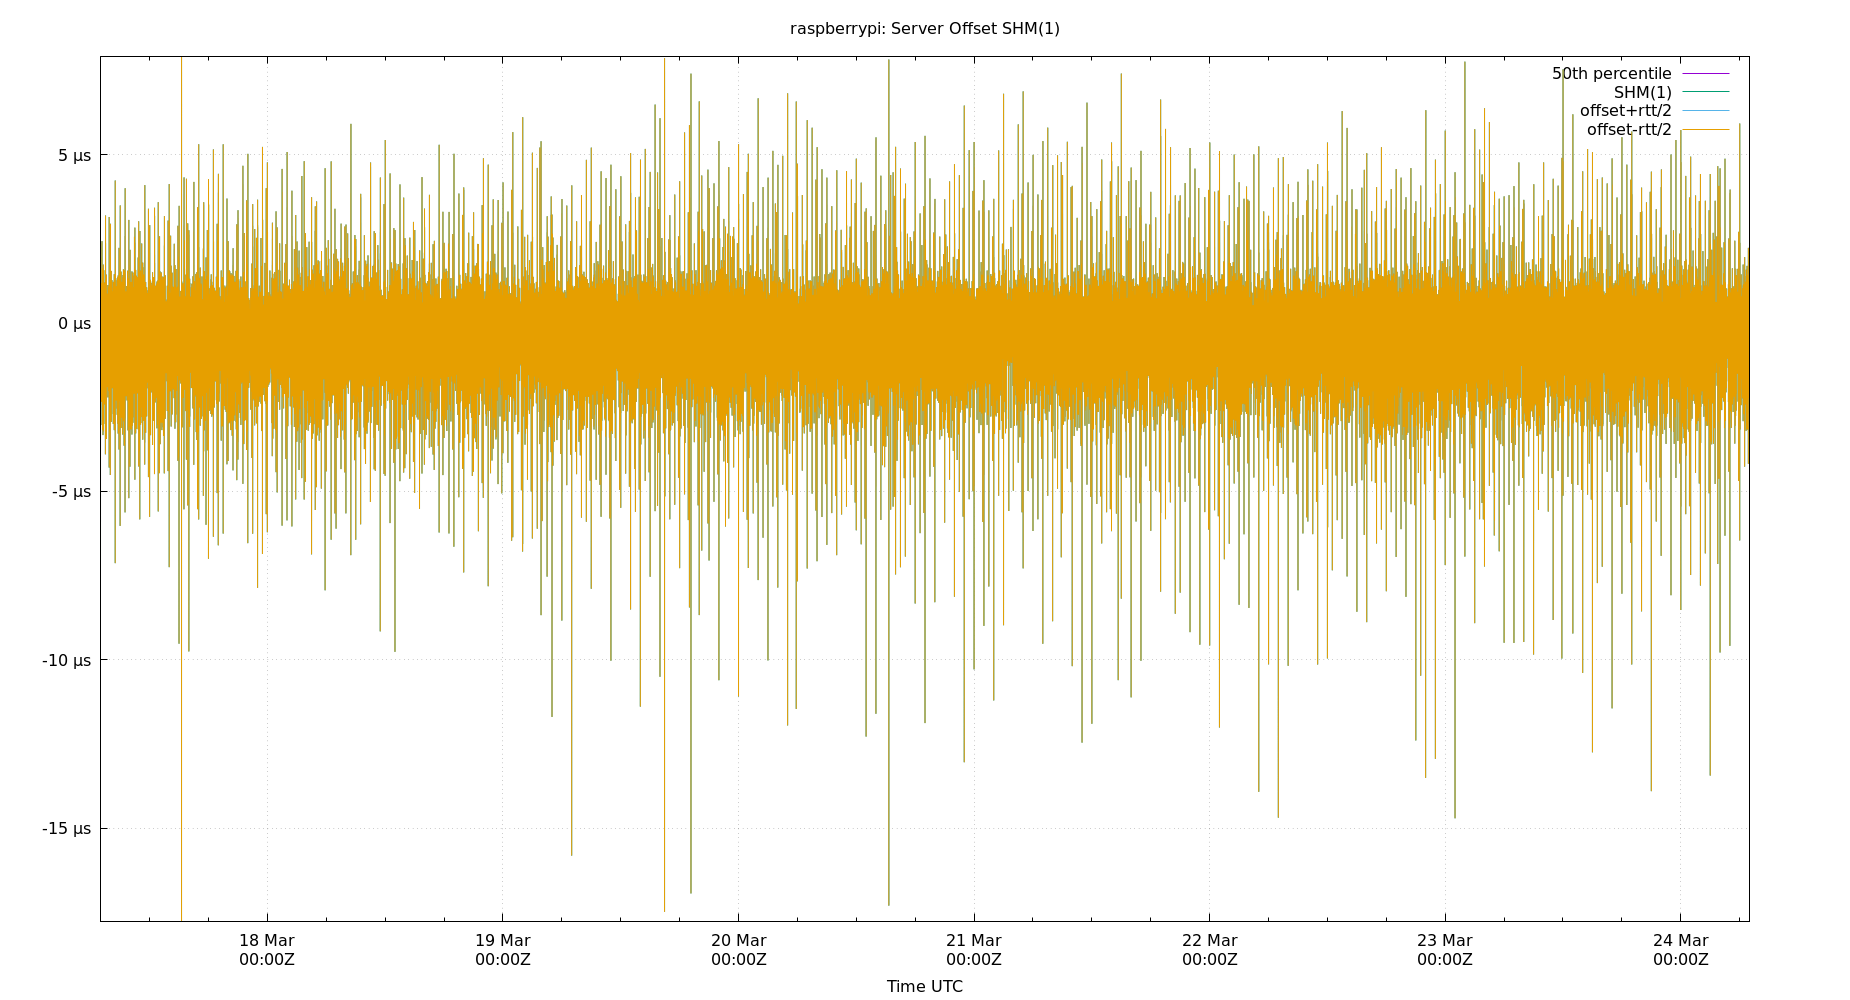 raspberrypi: Server Offset SHM(1)
50th percentile
SHM(1)
offset+rtt/2
offset-rtt/2
5 µs
0 µs
-5 µs
-10 µs
-15 µs
18 Mar
00:00Z
19 Mar
00:00Z
20 Mar
00:00Z
21 Mar
00:00Z
22 Mar
00:00Z
23 Mar
00:00Z
24 Mar
00:00Z
Time UTC